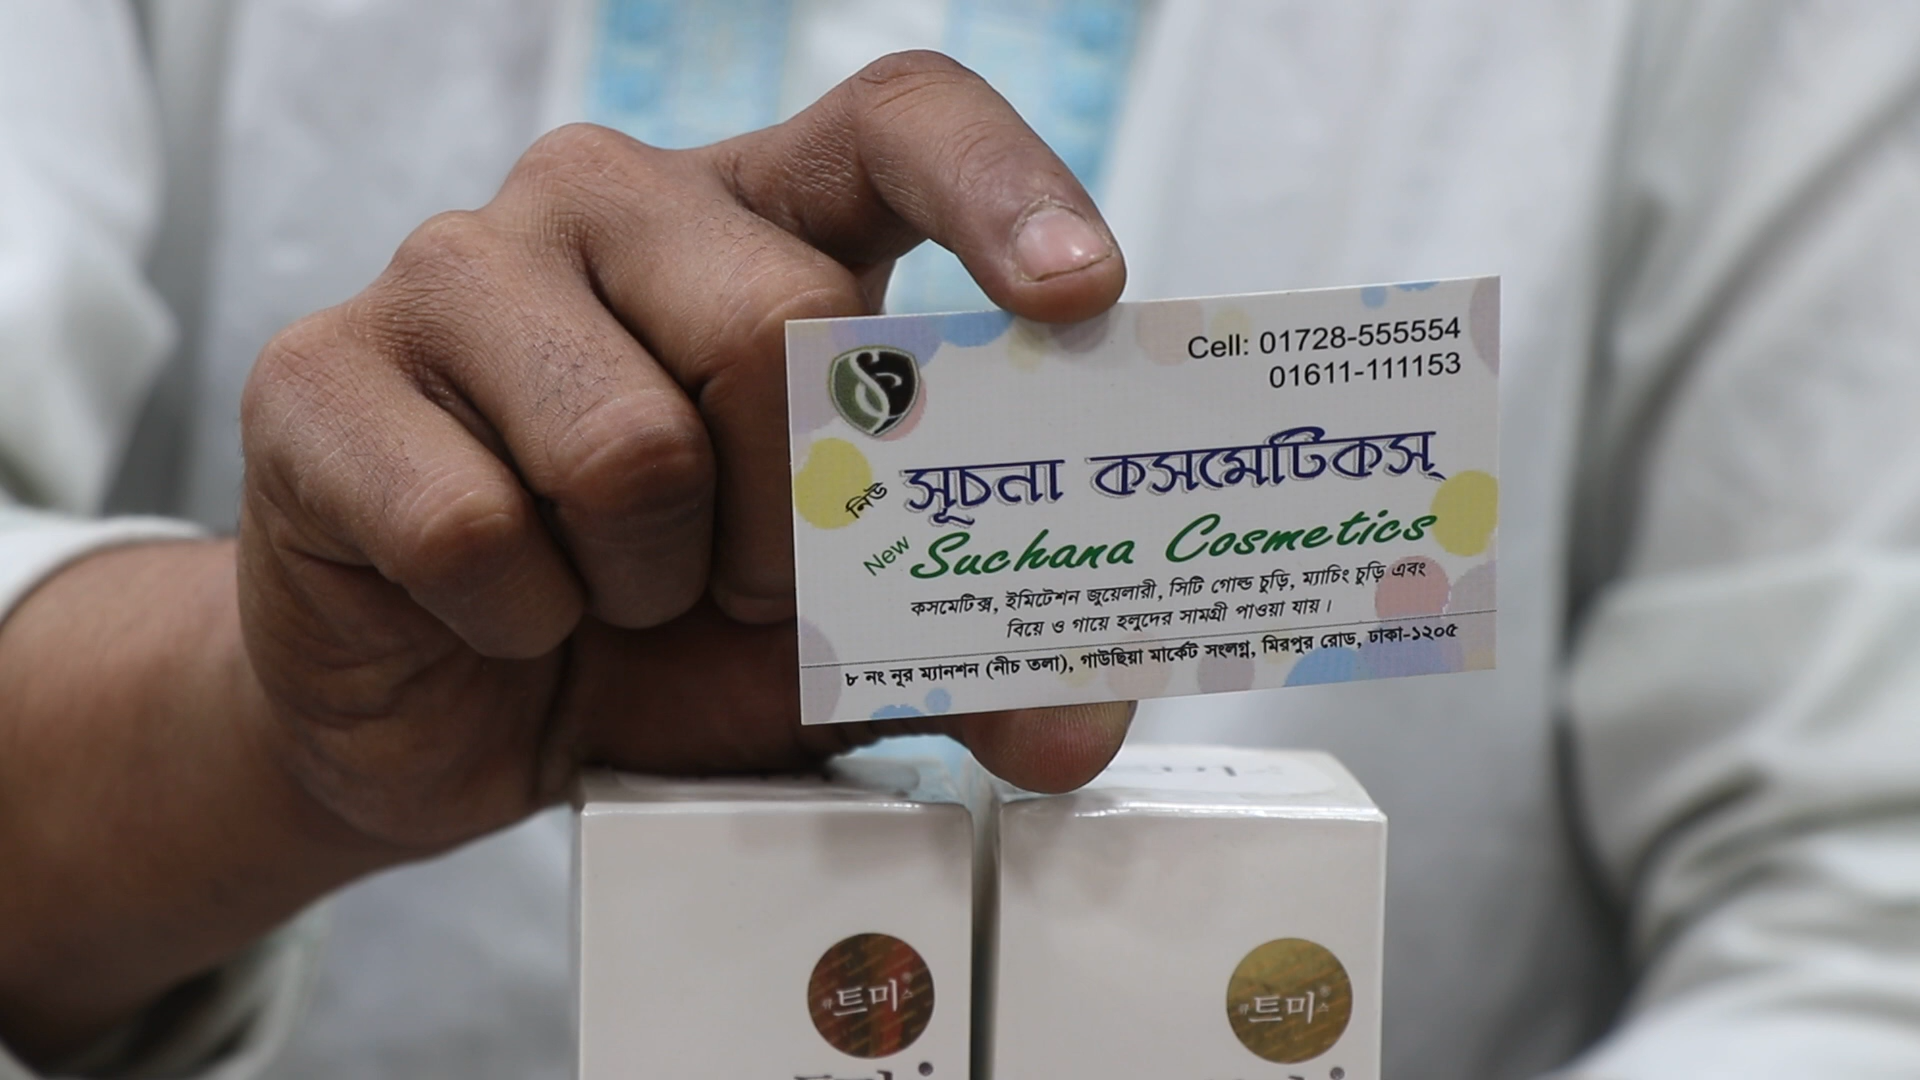 Cell: 01728-555554
01611-111153
নিউ সূচনা কসমেটিকস্
New Suchana Cosmetics
কসমেটিক্স, ইমিটেশন জুয়েলারী, সিটি গোল্ড চুড়ি, ম্যাচিং চুড়ি এবং
বিয়ে ও গায়ে হলুদের সামগ্রী পাওয়া যায়।
৮ নং নূর ম্যানশন (নীচ তলা), গাউছিয়া মার্কেট সংলগ্ন, মিরপুর রোড, ঢাকা-১২০৫
트미
트미